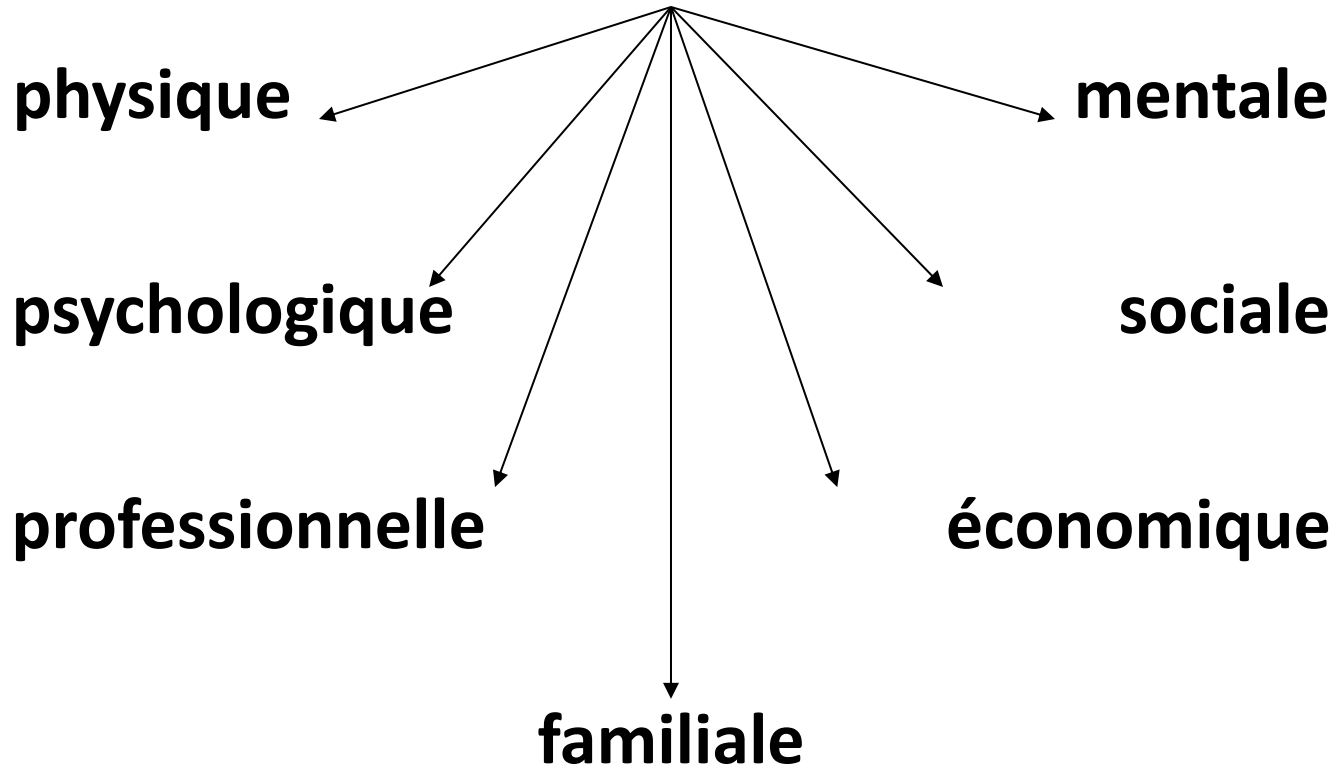 physique mentale
psychologique sociale
professionnelle économique
familiale